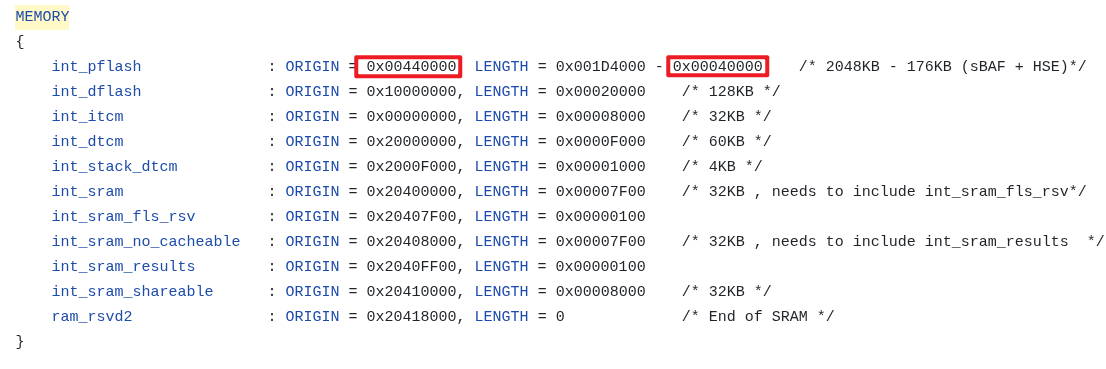 MEMORY
{
int_pflash : ORIGIN = 0x00440000, LENGTH = 0x001D4000 - 0x00040000 /* 2048KB - 176KB (sBAF + HSE)*/
int_dflash : ORIGIN = 0x10000000, LENGTH = 0x00020000 /* 128KB */
int_itcm : ORIGIN = 0x00000000, LENGTH = 0x00008000 /* 32KB */
int_dtcm : ORIGIN = 0x20000000, LENGTH = 0x0000F000 /* 60KB */
int_stack_dtcm : ORIGIN = 0x2000F000, LENGTH = 0x00001000 /* 4KB */
int_sram : ORIGIN = 0x20400000, LENGTH = 0x00007F00 /* 32KB , needs to include int_sram_fls_rsv*/
int_sram_fls_rsv : ORIGIN = 0x20407F00, LENGTH = 0x00000100
int_sram_no_cacheable : ORIGIN = 0x20408000, LENGTH = 0x00007F00 /* 32KB , needs to include int_sram_results */
int_sram_results : ORIGIN = 0x2040FF00, LENGTH = 0x00000100
int_sram_shareable : ORIGIN = 0x20410000, LENGTH = 0x00008000 /* 32KB */
ram_rsvd2 : ORIGIN = 0x20418000, LENGTH = 0 /* End of SRAM */
}